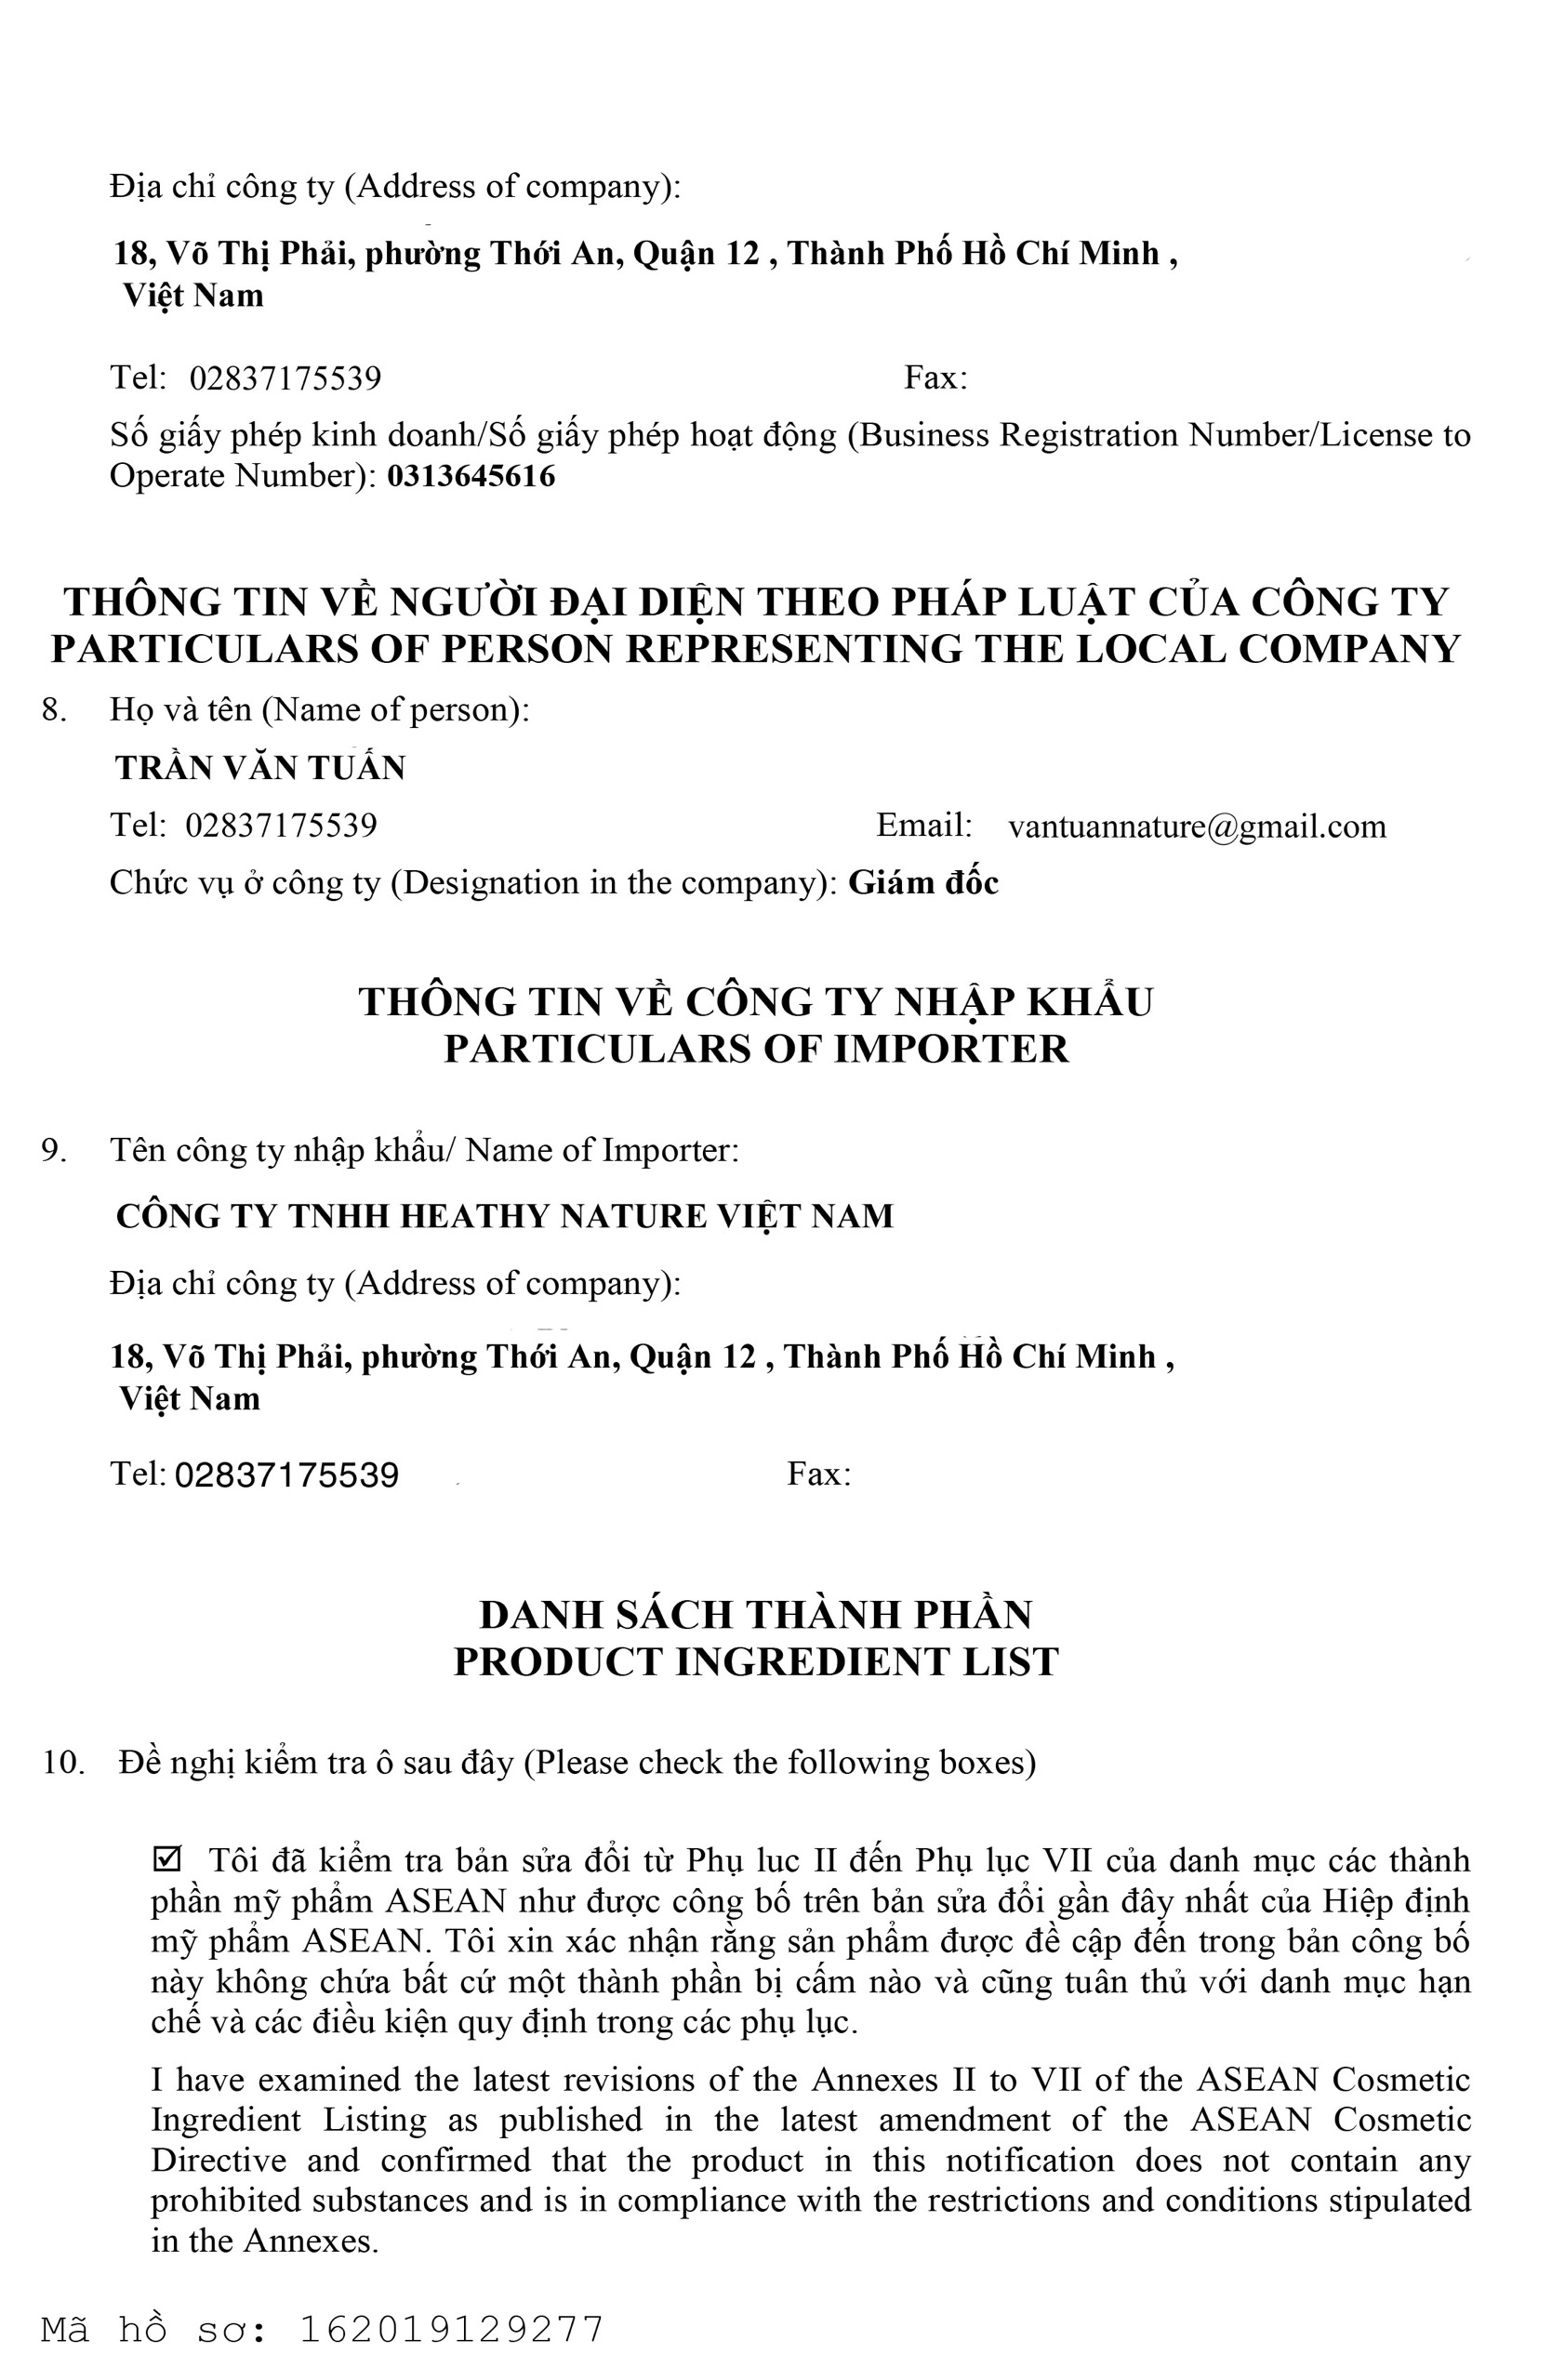 Địa chỉ công ty (Address of company):
18, Võ Thị Phải, phường Thới An, Quận 12 , Thành Phố Hồ Chí Minh ,
Việt Nam
Tel: 02837175539 Fax:
Số giấy phép kinh doanh/Số giấy phép hoạt động (Business Registration Number/License to
Operate Number): 0313645616
THÔNG TIN VỀ NGƯỜI ĐẠI DIỆN THEO PHÁP LUẬT CỦA CÔNG TY
PARTICULARS OF PERSON REPRESENTING THE LOCAL COMPANY
8. Họ và tên (Name of person):
TRẦN VĂN TUẤN
Tel: 02837175539 Email: vantuannature@gmail.com
Chức vụ ở công ty (Designation in the company): Giám đốc
THÔNG TIN VỀ CÔNG TY NHẬP KHẨU
PARTICULARS OF IMPORTER
9. Tên công ty nhập khẩu/ Name of Importer:
CÔNG TY TNHH HEATHY NATURE VIỆT NAM
Địa chỉ công ty (Address of company):
18, Võ Thị Phải, phường Thới An, Quận 12 , Thành Phố Hồ Chí Minh ,
Việt Nam
Tel: 02837175539 Fax:
DANH SÁCH THÀNH PHẦN
PRODUCT INGREDIENT LIST
10. Đề nghị kiểm tra ô sau đây (Please check the following boxes)
☑ Tôi đã kiểm tra bản sửa đổi từ Phụ luc II đến Phụ lục VII của danh mục các thành
phần mỹ phẩm ASEAN như được công bố trên bản sửa đổi gần đây nhất của Hiệp định
mỹ phẩm ASEAN. Tôi xin xác nhận rằng sản phẩm được đề cập đến trong bản công bố
này không chứa bất cứ một thành phần bị cấm nào và cũng tuân thủ với danh mục hạn
chế và các điều kiện quy định trong các phụ lục.
I have examined the latest revisions of the Annexes II to VII of the ASEAN Cosmetic
Ingredient Listing as published in the latest amendment of the ASEAN Cosmetic
Directive and confirmed that the product in this notification does not contain any
prohibited substances and is in compliance with the restrictions and conditions stipulated
in the Annexes.
Mã hồ sơ: 162019129277